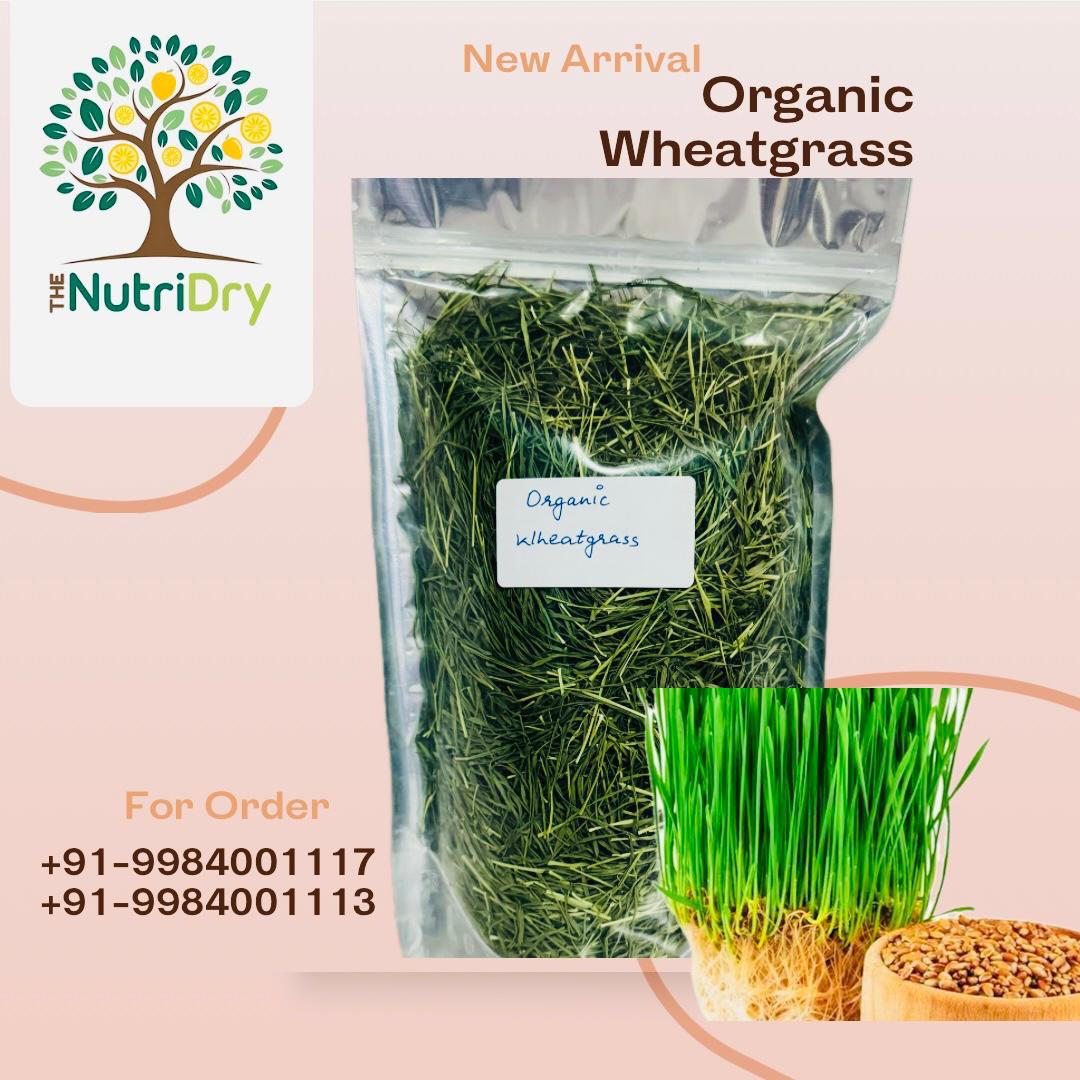 New Arrival
Organic
Wheatgrass
THE NutriDry
Organic
Wheatgrass
For Order
+91-9984001117
+91-9984001113